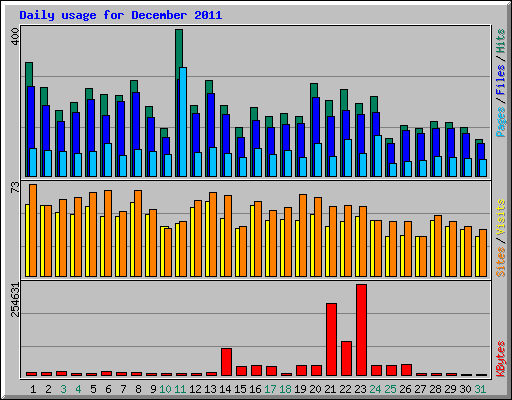 Daily usage for December 2011
400
Pages / Files / Hits
73
Sites / Visits
254631
KBytes
1 2 3 4 5 6 7 8 9 10 11 12 13 14 15 16 17 18 19 20 21 22 23 24 25 26 27 28 29 30 31